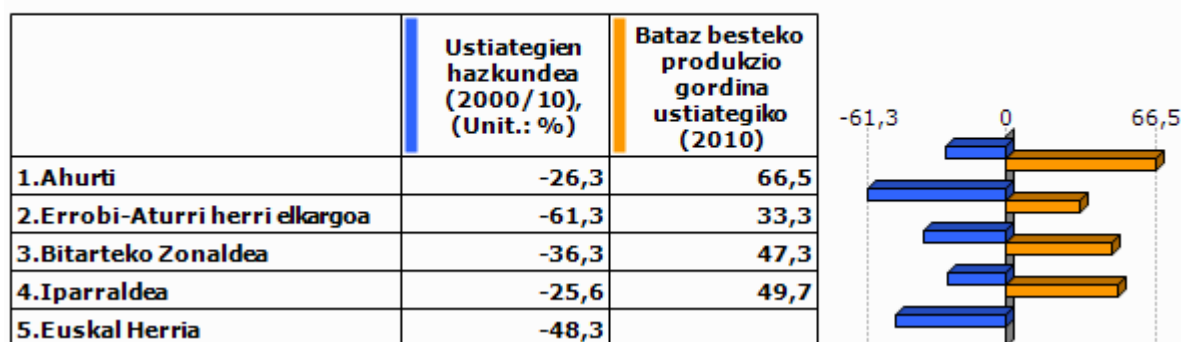 Ustiategien
hazkundea
(2000/10),
(Unit.: %)
Bataz besteko
produkzio
gordina
ustiategiko
(2010)
-61,3 0 66,5
1.Ahurti -26,3 66,5
2.Errobi-Aturri herri elkargoa -61,3 33,3
3.Bitarteko Zonaldea -36,3 47,3
4.Iparraldea -25,6 49,7
5.Euskal Herria -48,3